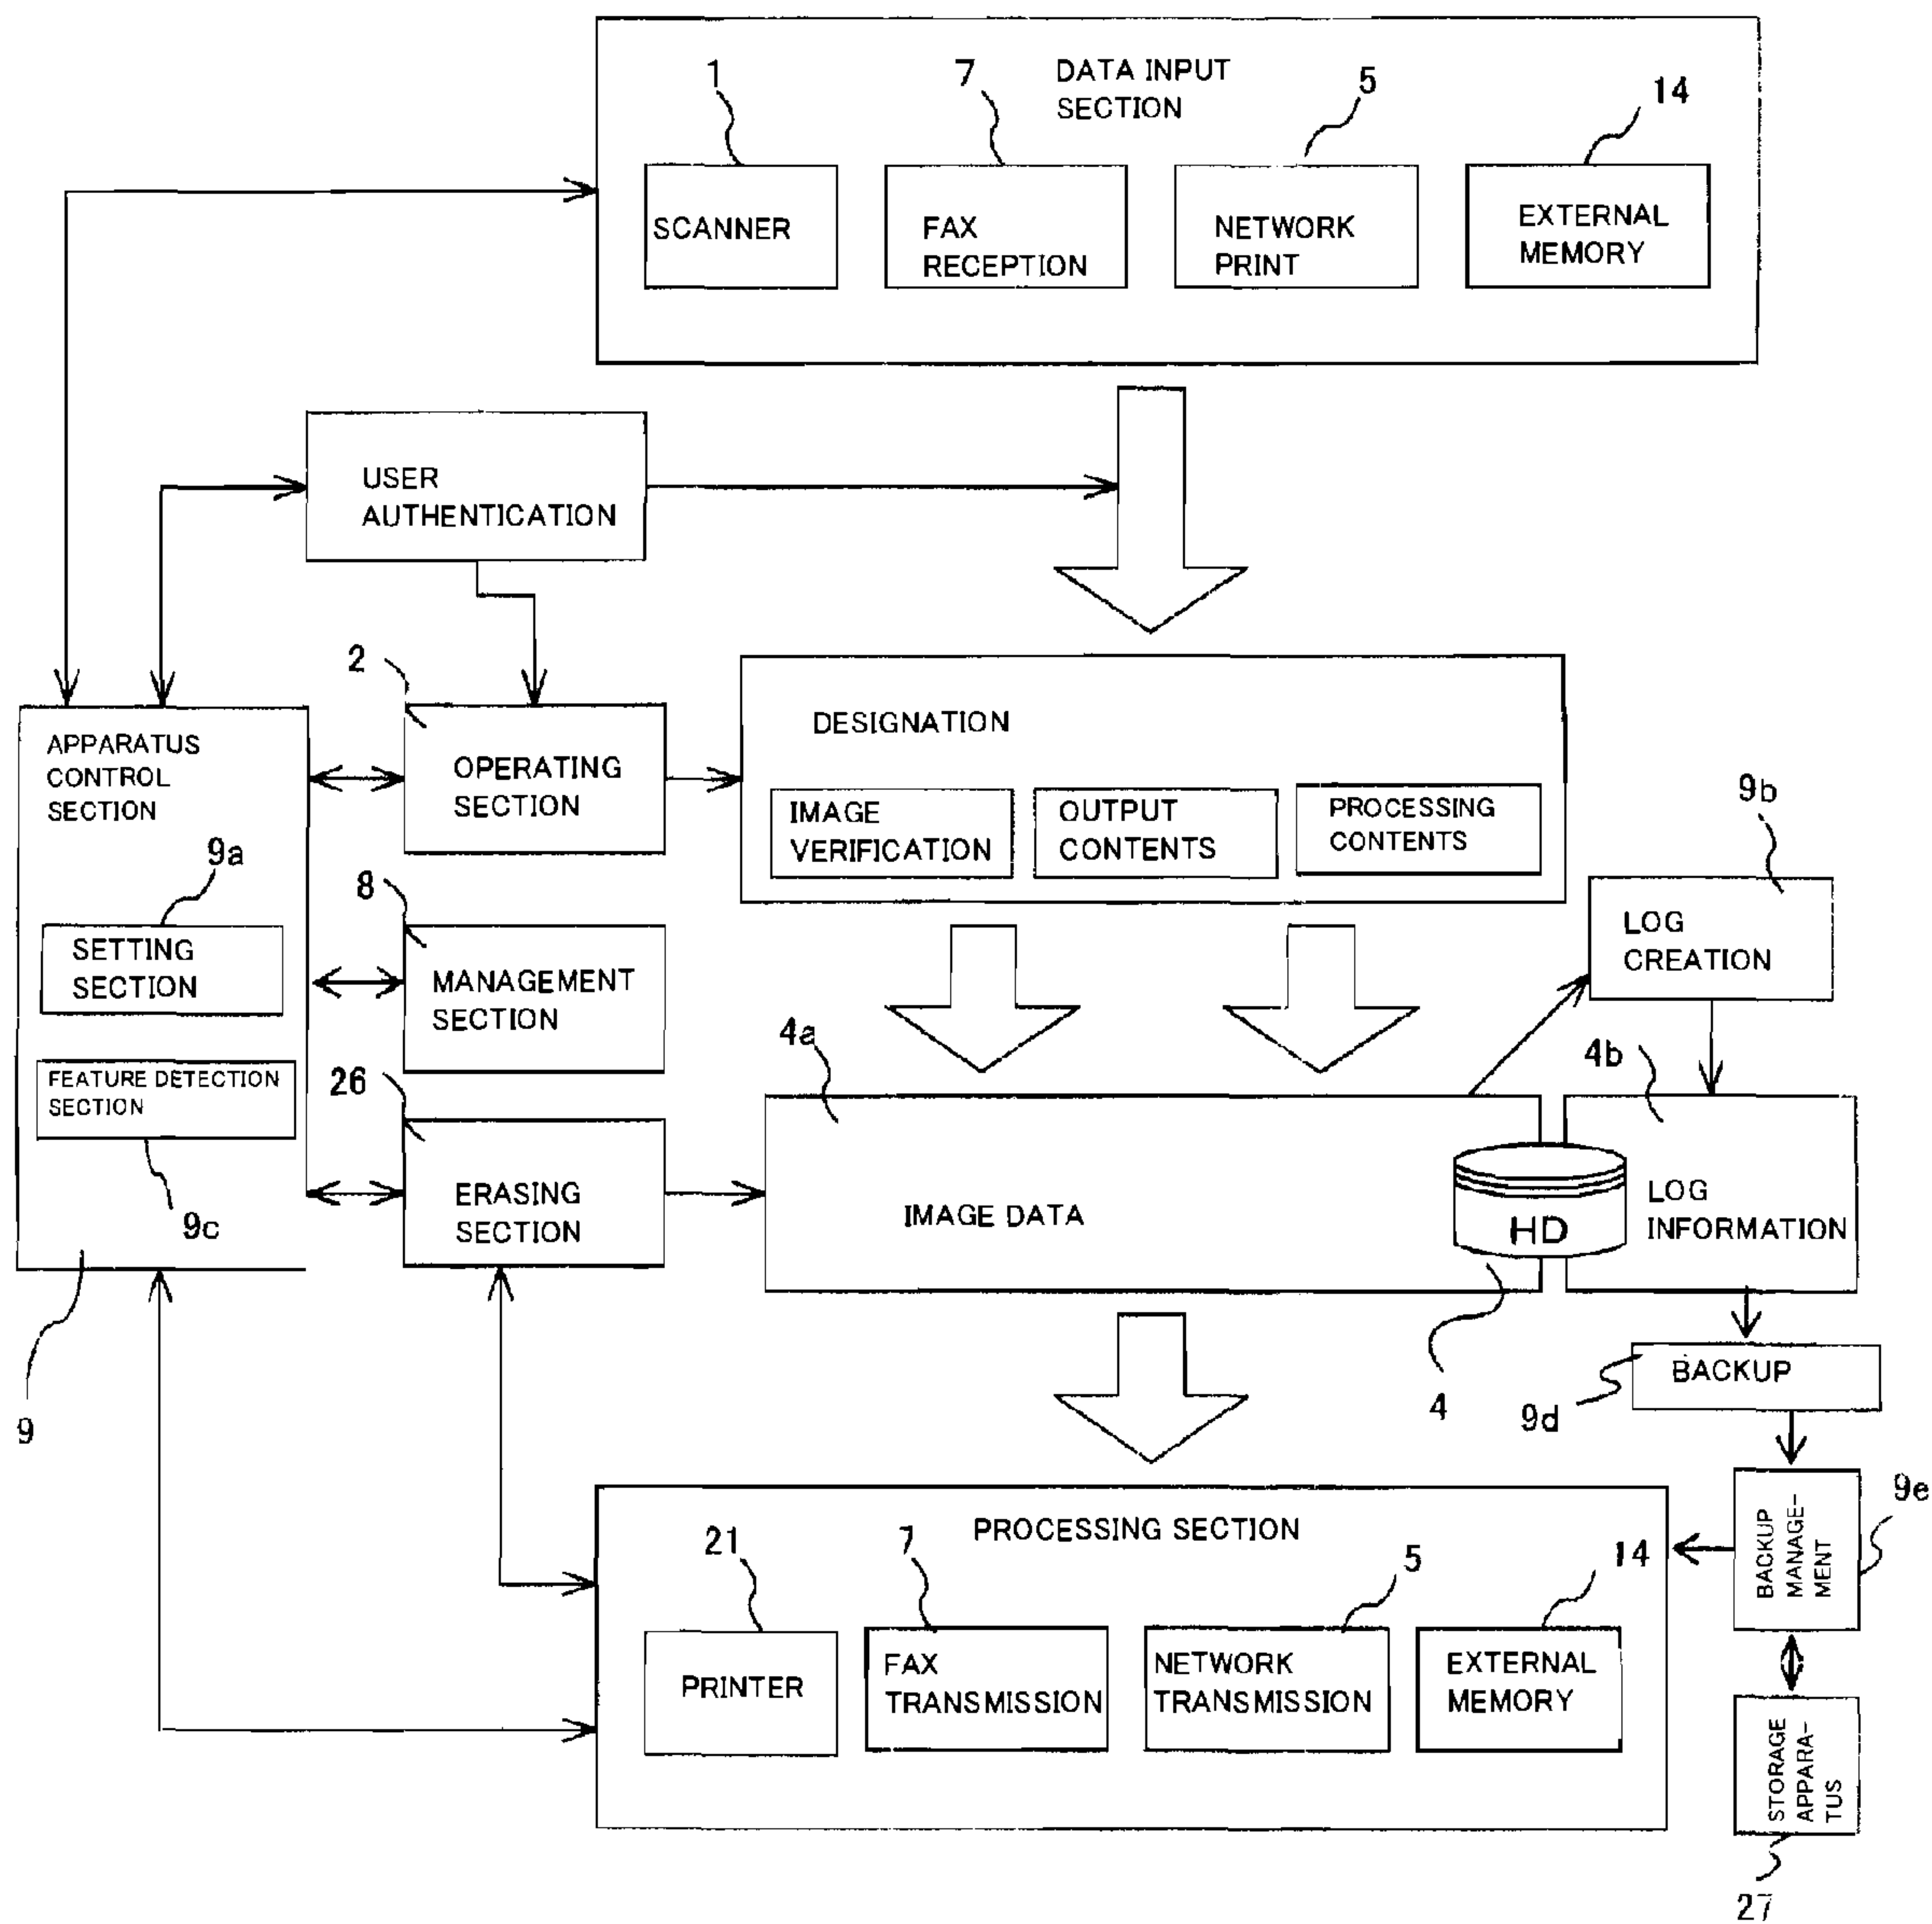 DATA INPUT
SECTION
1
7
5
14
SCANNER
FAX
RECEPTION
NETWORK
PRINT
EXTERNAL
MEMORY
USER
AUTHENTICATION
2
APPARATUS
CONTROL
SECTION
OPERATING
SECTION
DESIGNATION
IMAGE
VERIFICATION
OUTPUT
CONTENTS
PROCESSING
CONTENTS
9a
SETTING
SECTION
8
MANAGEMENT
SECTION
9b
LOG
CREATION
FEATURE DETECTION
SECTION
9c
26
ERASING
SECTION
4a
IMAGE DATA
HD
4
4b
LOG
INFORMATION
9
BACKUP
9d
PROCESSING SECTION
21
7
5
14
PRINTER
FAX
TRANSMISSION
NETWORK
TRANSMISSION
EXTERNAL
MEMORY
BACKUP
MANAGE-
MENT
9e
STORAGE
APPARA-
TUS
27